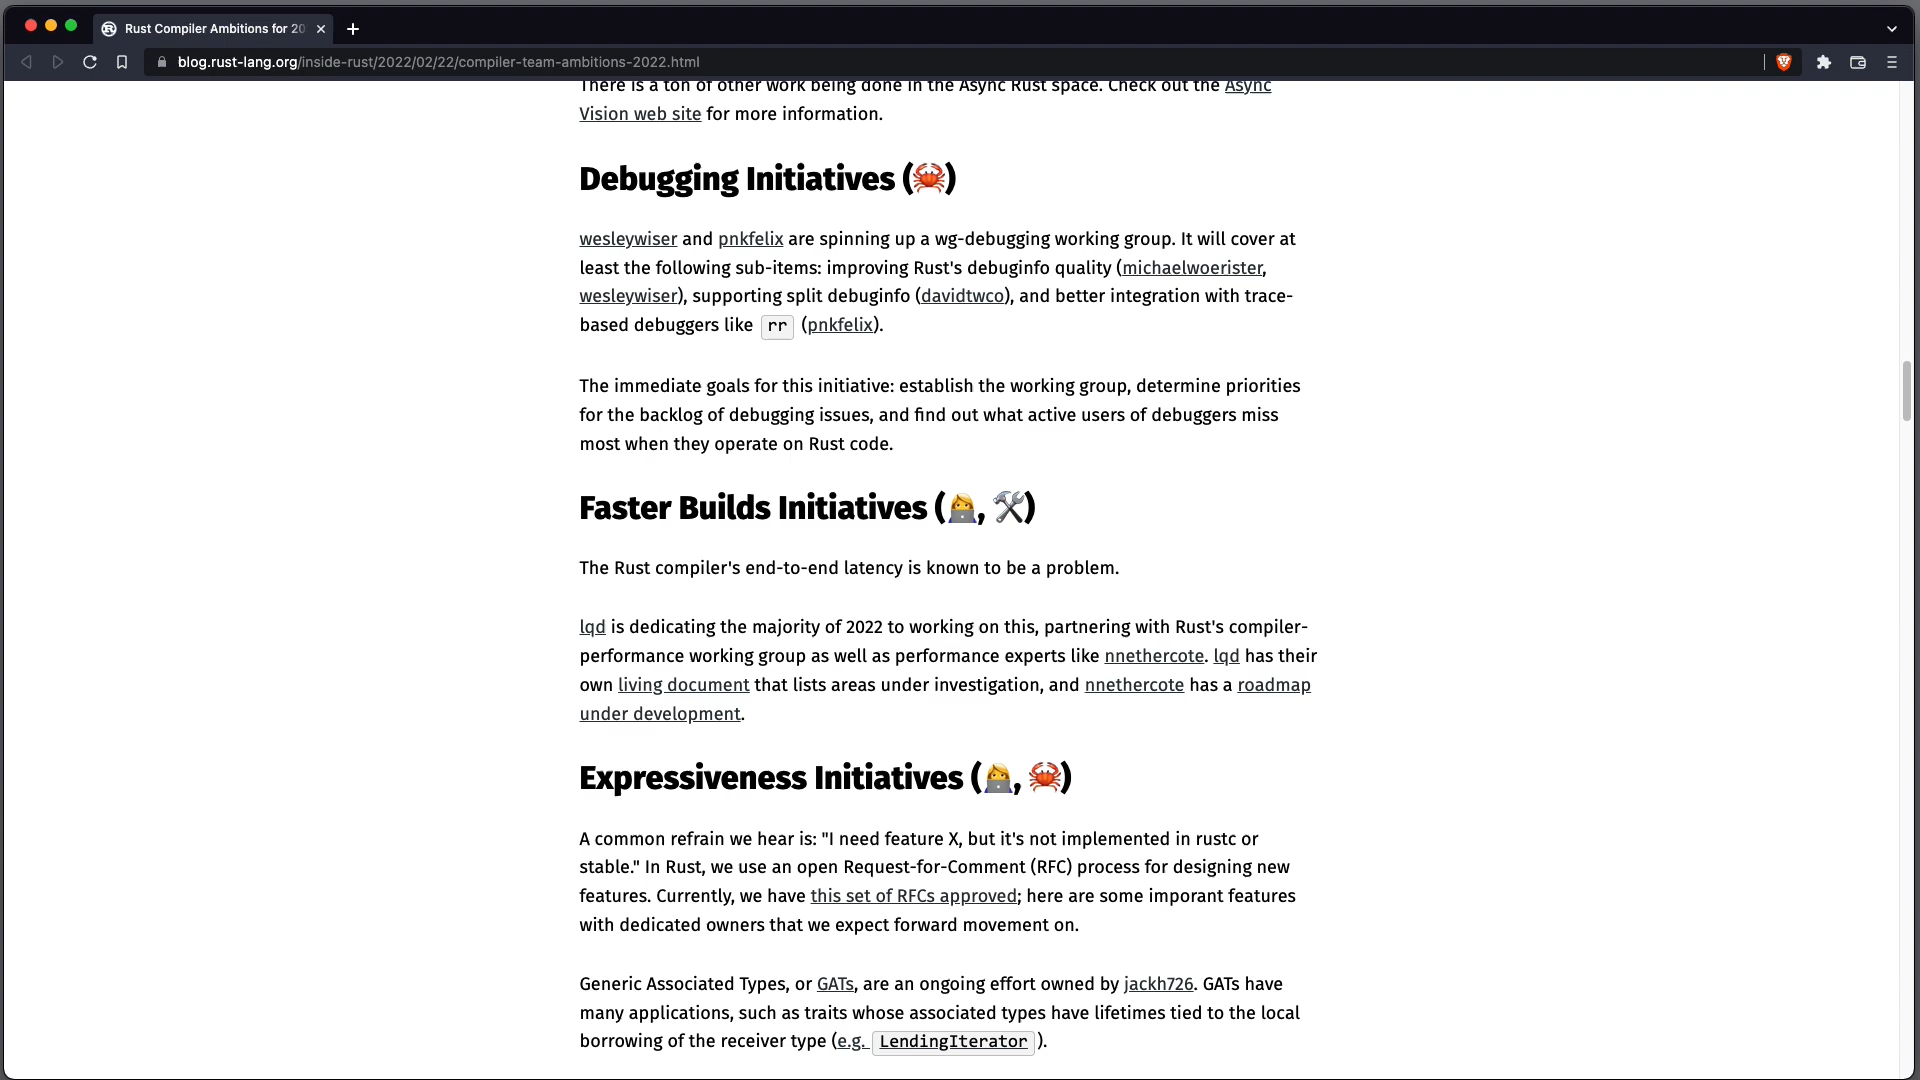 Rust Compiler Ambitions for 20
blog.rust-lang.org/inside-rust/2022/02/22/compiler-team-ambitions-2022.html
There is a ton of other work being done in the Async Rust space. Check out the Async
Vision web site for more information.
Debugging Initiatives (🦀)
wesleywiser and pnkfelix are spinning up a wg-debugging working group. It will cover at
least the following sub-items: improving Rust's debuginfo quality (michaelwoerister,
wesleywiser), supporting split debuginfo (davidtwco), and better integration with trace-
based debuggers like rr (pnkfelix).
The immediate goals for this initiative: establish the working group, determine priorities
for the backlog of debugging issues, and find out what active users of debuggers miss
most when they operate on Rust code.
Faster Builds Initiatives (👩‍💻, 🛠️)
The Rust compiler's end-to-end latency is known to be a problem.
lqd is dedicating the majority of 2022 to working on this, partnering with Rust's compiler-
performance working group as well as performance experts like nnethercote. lqd has their
own living document that lists areas under investigation, and nnethercote has a roadmap
under development.
Expressiveness Initiatives (👩‍💻, 🦀)
A common refrain we hear is: "I need feature X, but it's not implemented in rustc or
stable." In Rust, we use an open Request-for-Comment (RFC) process for designing new
features. Currently, we have this set of RFCs approved; here are some imporant features
with dedicated owners that we expect forward movement on.
Generic Associated Types, or GATs, are an ongoing effort owned by jackh726. GATs have
many applications, such as traits whose associated types have lifetimes tied to the local
borrowing of the receiver type (e.g. LendingIterator ).